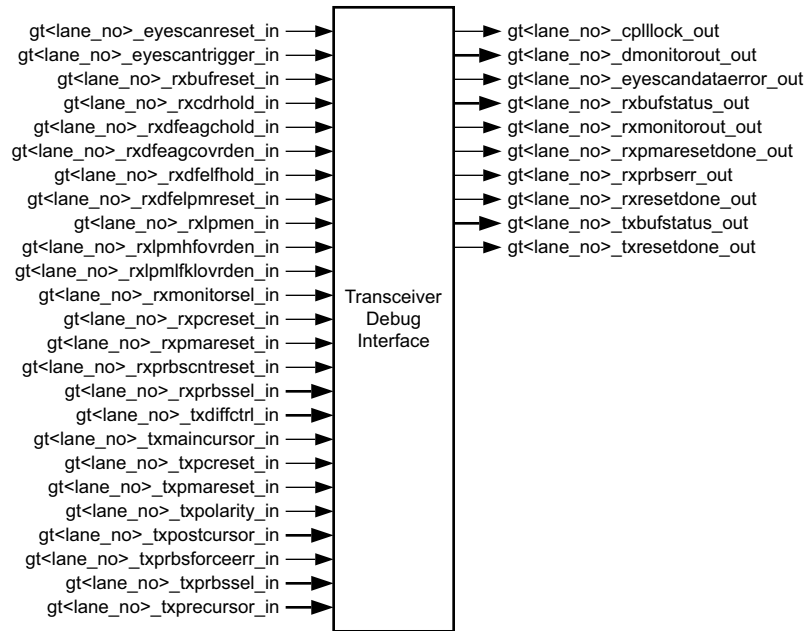 gt<lane_no>_eyescanreset_in
gt<lane_no>_eyescantrigger_in
gt<lane_no>_rxbufreset_in
gt<lane_no>_rxcdrhold_in
gt<lane_no>_rxdfeagchold_in
gt<lane_no>_rxdfeagcovrden_in
gt<lane_no>_rxdfelfhold_in
gt<lane_no>_rxdfelpmreset_in
gt<lane_no>_rxlpmen_in
gt<lane_no>_rxlpmhfovrden_in
gt<lane_no>_rxlpmlfklovrden_in
gt<lane_no>_rxmonitorsel_in
gt<lane_no>_rxpcreset_in
gt<lane_no>_rxpmareset_in
gt<lane_no>_rxprbscntreset_in
gt<lane_no>_rxprbssel_in
gt<lane_no>_txdiffctrl_in
gt<lane_no>_txmaincursor_in
gt<lane_no>_txpcreset_in
gt<lane_no>_txpmareset_in
gt<lane_no>_txpolarity_in
gt<lane_no>_txpostcursor_in
gt<lane_no>_txprbsforceerr_in
gt<lane_no>_txprbssel_in
gt<lane_no>_txprecursor_in
Transceiver
Debug
Interface
gt<lane_no>_cplllock_out
gt<lane_no>_dmonitorout_out
gt<lane_no>_eyescandataerror_out
gt<lane_no>_rxbufstatus_out
gt<lane_no>_rxmonitorout_out
gt<lane_no>_rxpmaresetdone_out
gt<lane_no>_rxprbserr_out
gt<lane_no>_rxresetdone_out
gt<lane_no>_txbufstatus_out
gt<lane_no>_txresetdone_out